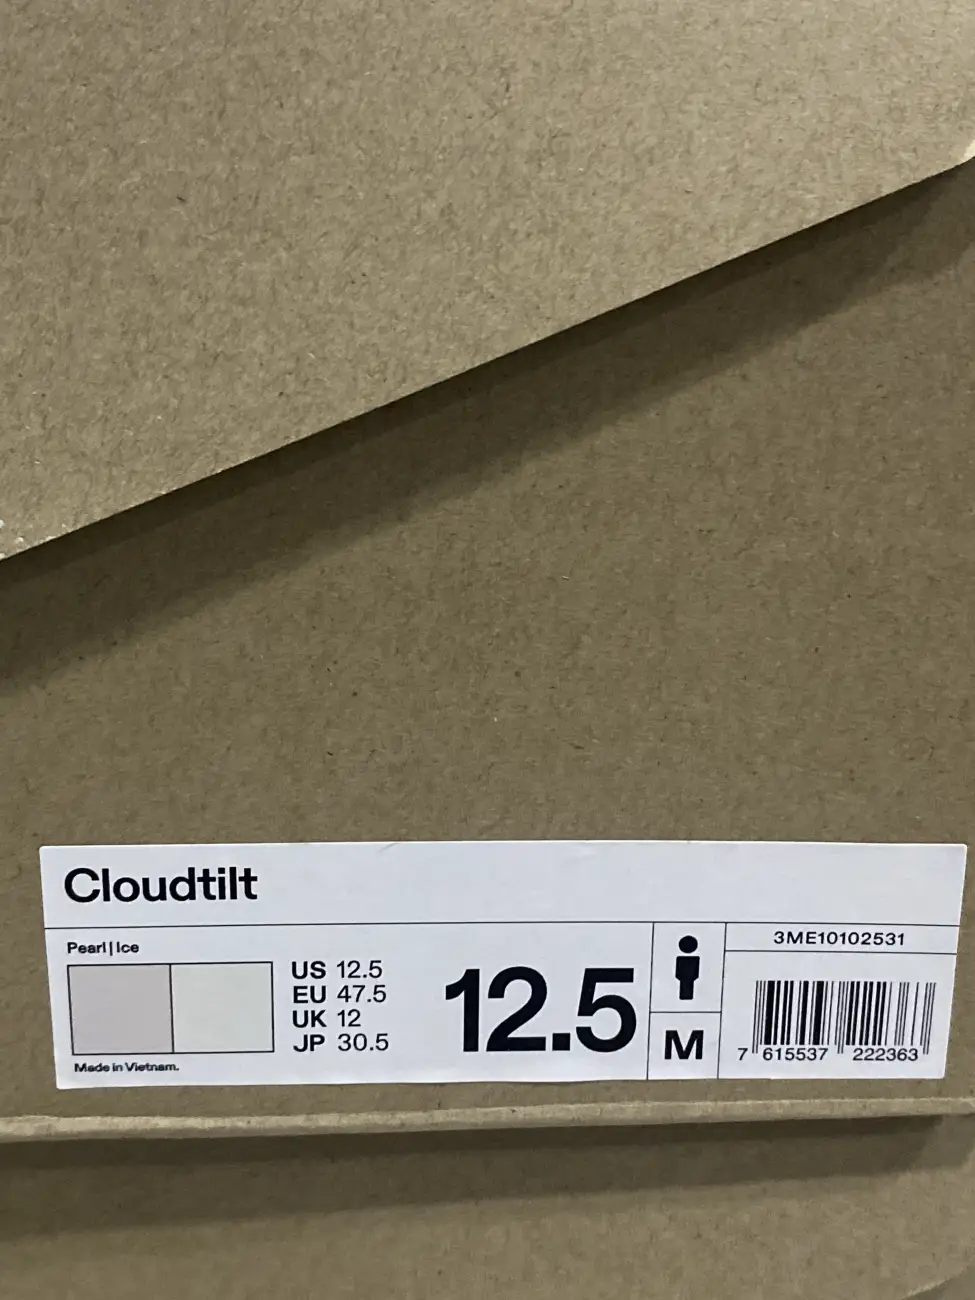 Cloudtilt
Pearl | Ice
US 12.5
EU 47.5
UK 12
JP 30.5
Made in Vietnam.
12.5
M
3ME10102531
7 615537 222363